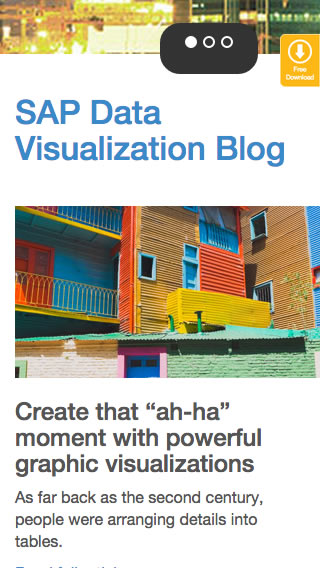 Free
Download
SAP Data
Visualization Blog
Create that “ah-ha”
moment with powerful
graphic visualizations
As far back as the second century,
people were arranging details into
tables.